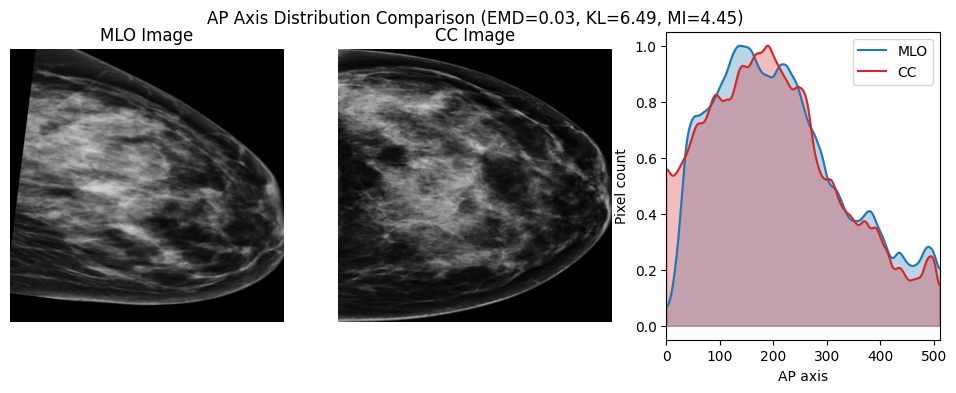 AP Axis Distribution Comparison (EMD=0.03, KL=6.49, MI=4.45)
MLO Image
CC Image
MLO
CC
Pixel count
1.0
0.8
0.6
0.4
0.2
0.0
0 100 200 300 400 500
AP axis